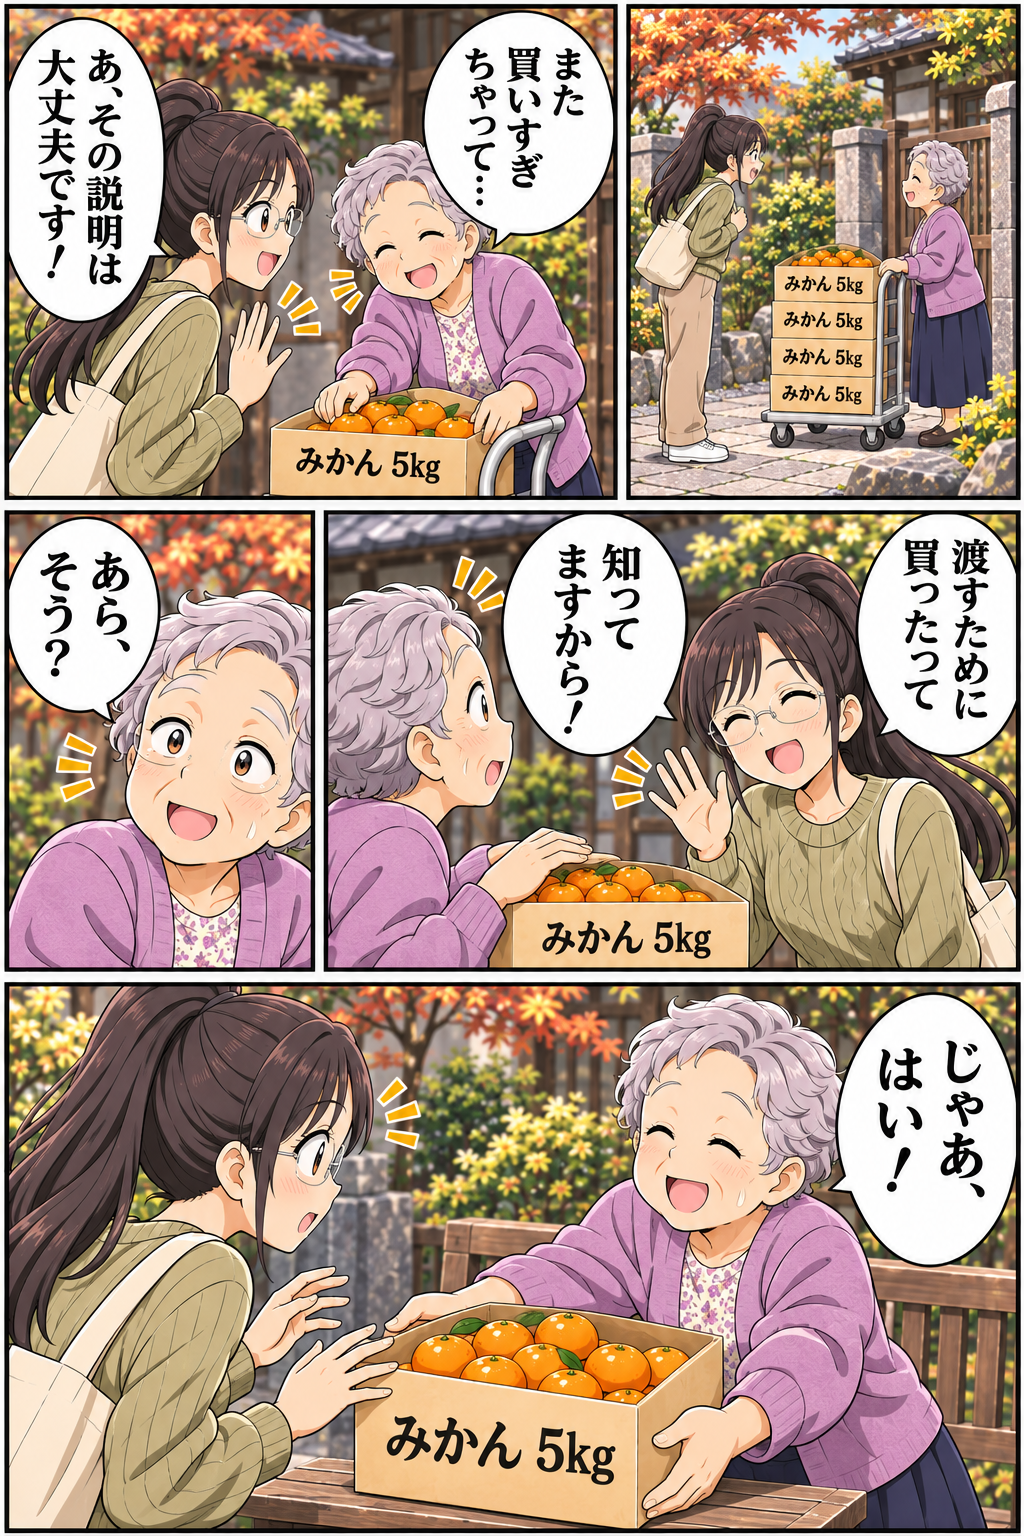 みかん 5kg
みかん 5kg
みかん 5kg
みかん 5kg
また
買いすぎ
ちゃって…
あ、その説明は
大丈夫です！
みかん 5kg
渡すために
買ったって
知って
ますから！
みかん 5kg
あら、
そう？
じゃあ、
はい！
みかん 5kg